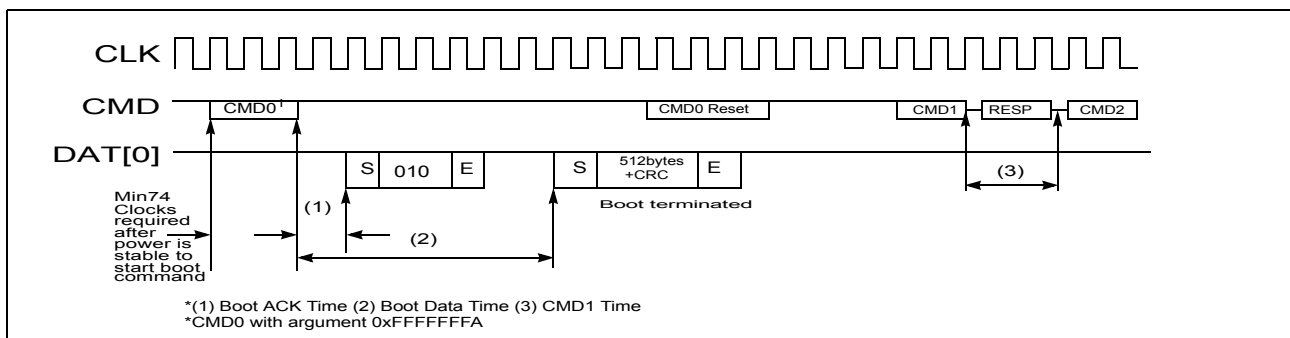 CLK
CMD
CMD0¹
CMD0 Reset
CMD1
RESP
CMD2
DAT[0]
S
010
E
S
512bytes
+CRC
E
Boot terminated
Min74
Clocks
required
after
power is
stable to
start boot
command
(1)
(2)
(3)
*(1) Boot ACK Time (2) Boot Data Time (3) CMD1 Time
*CMD0 with argument 0xFFFFFFFA